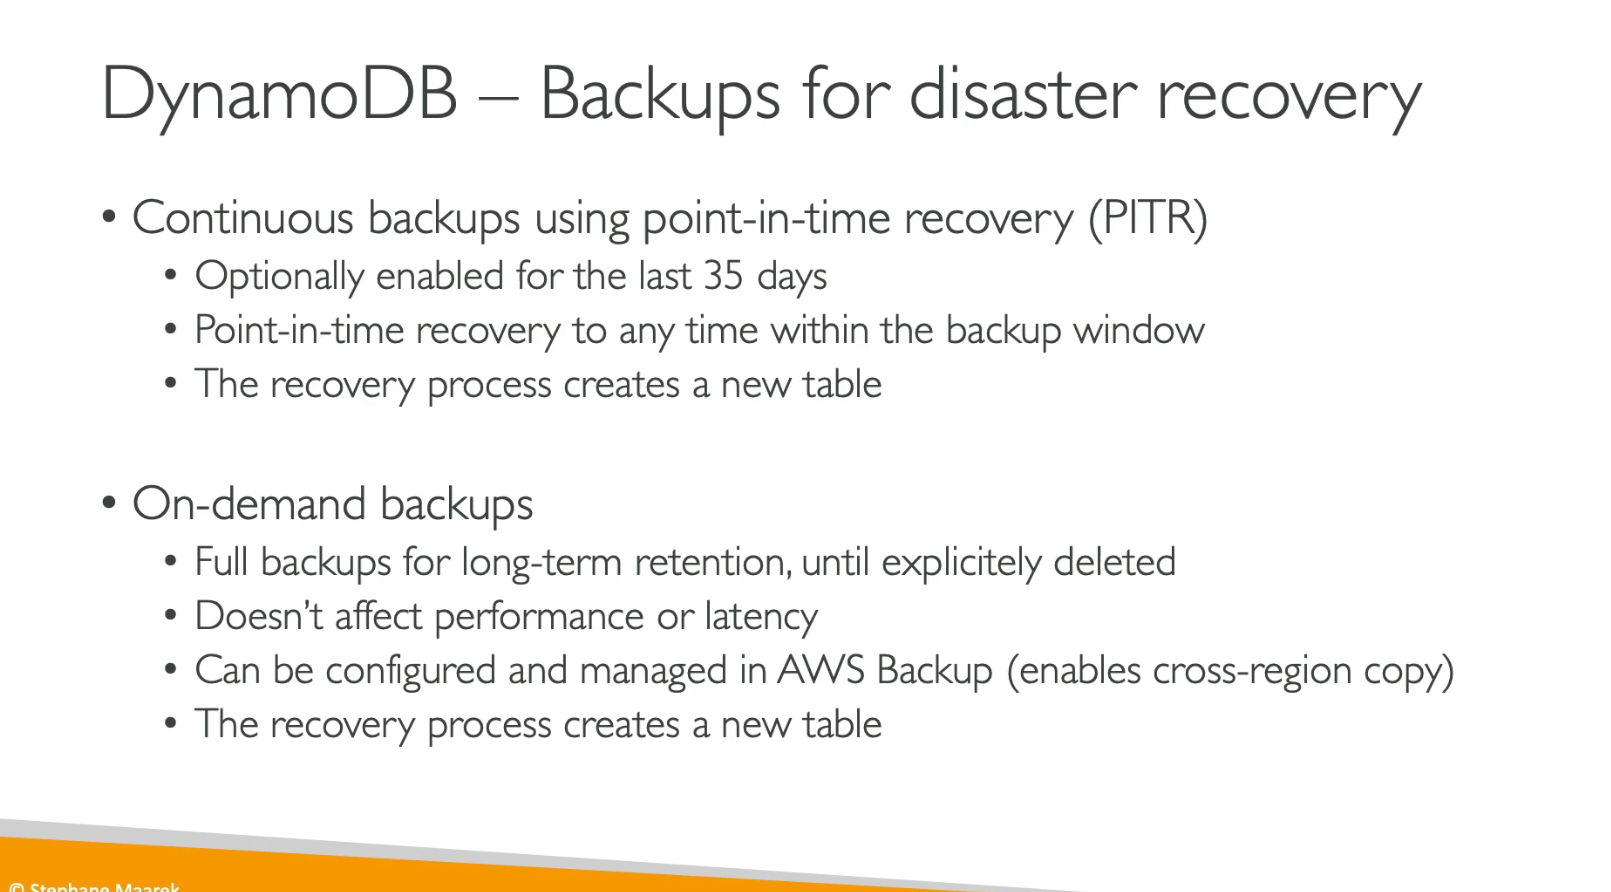 DynamoDB – Backups for disaster recovery
• Continuous backups using point-in-time recovery (PITR)
• Optionally enabled for the last 35 days
• Point-in-time recovery to any time within the backup window
• The recovery process creates a new table
• On-demand backups
• Full backups for long-term retention, until explicitely deleted
• Doesn’t affect performance or latency
• Can be configured and managed in AWS Backup (enables cross-region copy)
• The recovery process creates a new table
© Stephane Maarek